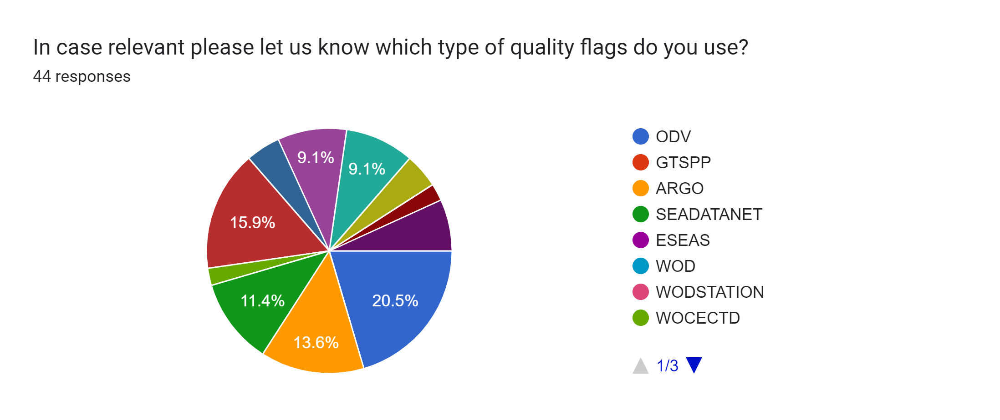 In case relevant please let us know which type of quality flags do you use?
44 responses
9.1%
9.1%
15.9%
11.4%
13.6%
20.5%
ODV
GTSPP
ARGO
SEADATANET
ESEAS
WOD
WODSTATION
WOCECTD
1/3